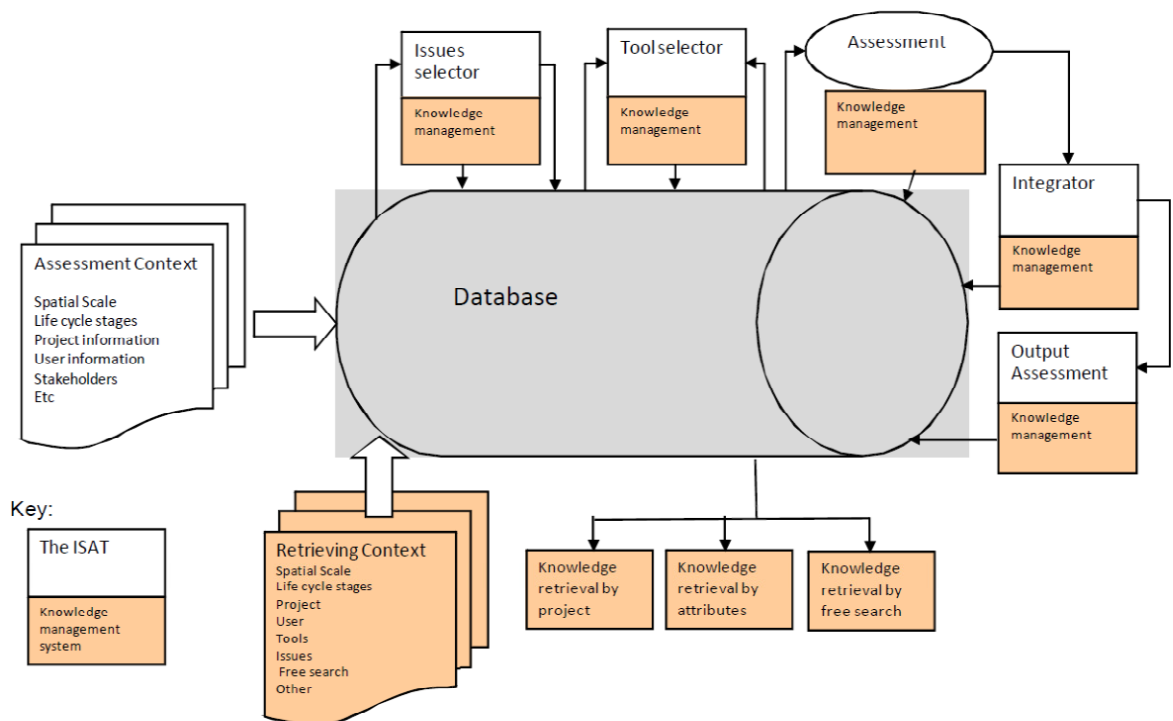 Issues
selector
Knowledge
management
Tool selector
Knowledge
management
Assessment
Knowledge
management
Integrator
Knowledge
management
Output
Assessment
Knowledge
management
Assessment Context
Spatial Scale
Life cycle stages
Project information
User information
Stakeholders
Etc
Database
Key:
The ISAT
Knowledge
management
system
Retrieving Context
Spatial Scale
Life cycle stages
Project
User
Tools
Issues
Free search
Other
Knowledge
retrieval by
project
Knowledge
retrieval by
attributes
Knowledge
retrieval by
free search